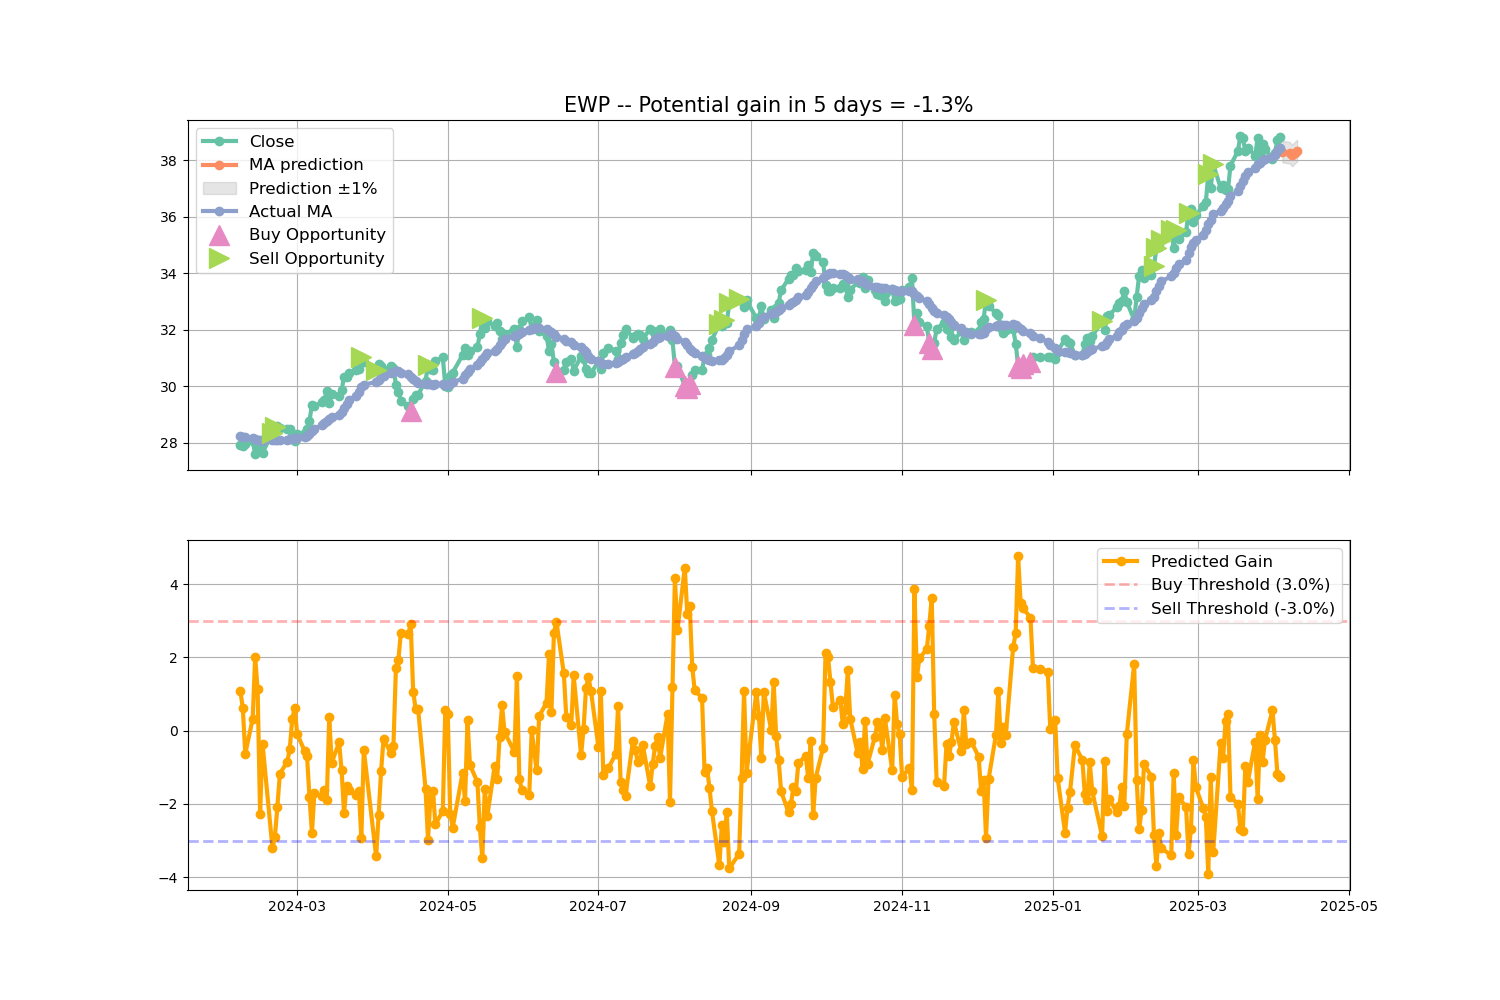 EWP -- Potential gain in 5 days = -1.3%
Close
MA prediction
Prediction ±1%
Actual MA
Buy Opportunity
Sell Opportunity
38
36
34
32
30
28
Predicted Gain
Buy Threshold (3.0%)
Sell Threshold (-3.0%)
4
2
0
−2
−4
2024-03 2024-05 2024-07 2024-09 2024-11 2025-01 2025-03 2025-05